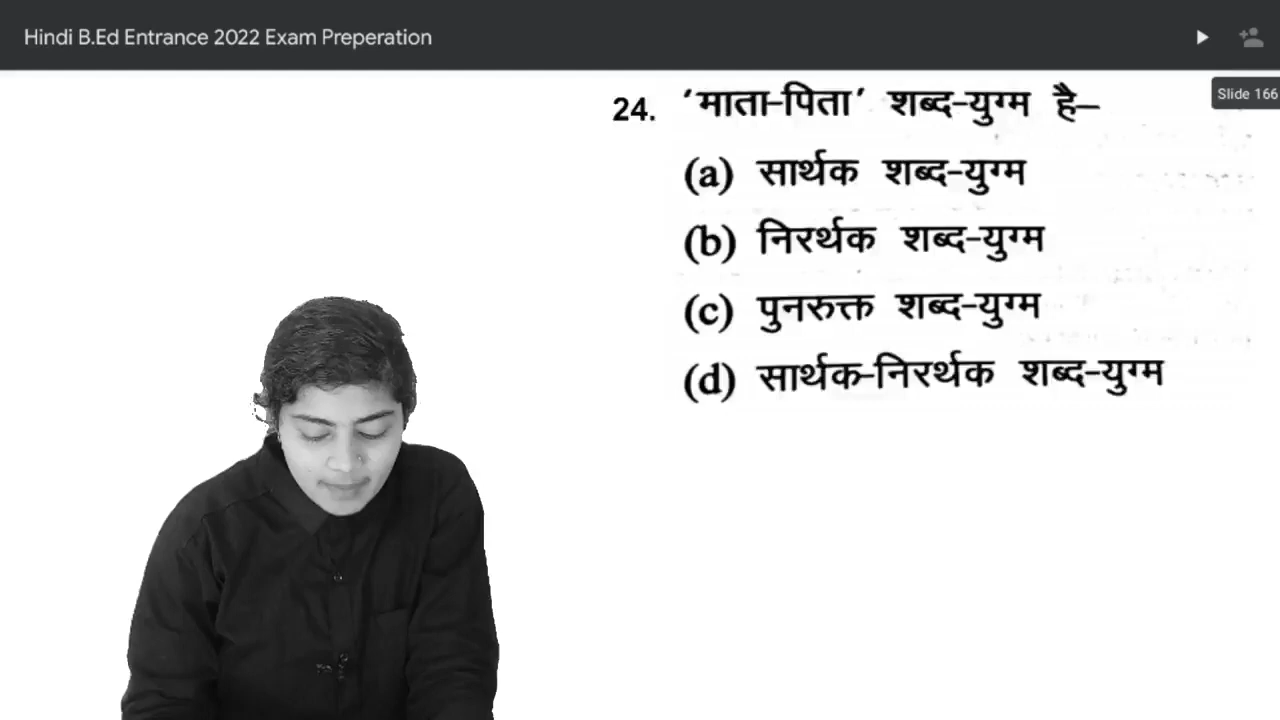 Hindi B.Ed Entrance 2022 Exam Preperation
Slide 166
24. ′माता-पिता′ शब्द-युग्म है–
(a) सार्थक शब्द-युग्म
(b) निरर्थक शब्द-युग्म
(c) पुनरुक्त शब्द-युग्म
(d) सार्थक-निरर्थक शब्द-युग्म